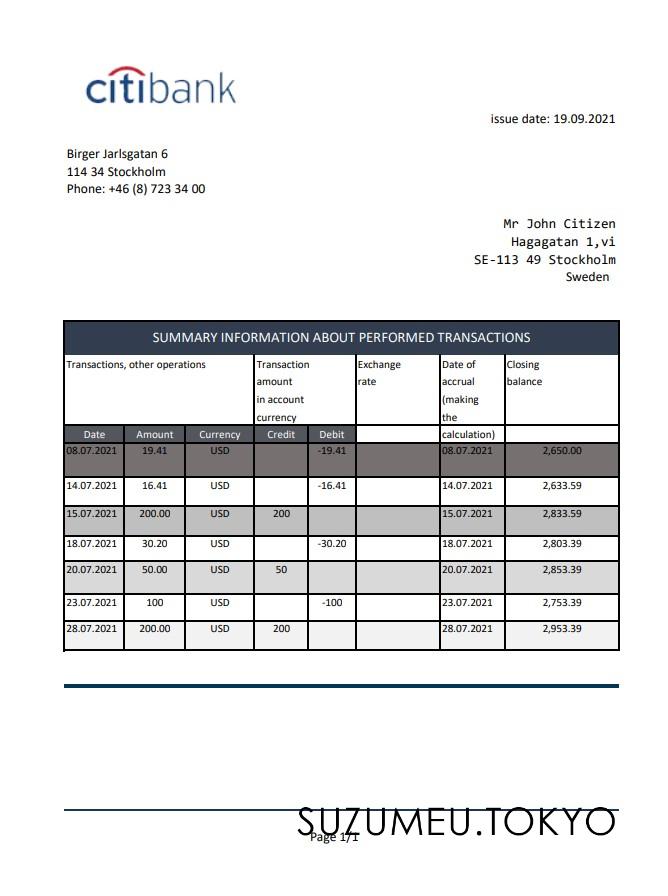 citibank
issue date: 19.09.2021
Birger Jarlsgatan 6
114 34 Stockholm
Phone: +46 (8) 723 34 00
Mr John Citizen
Hagagatan 1,vi
SE-113 49 Stockholm
Sweden
SUMMARY INFORMATION ABOUT PERFORMED TRANSACTIONS
Transactions, other operations Transaction Exchange Date of Closing
amount rate accrual balance
in account (making
currency the
Date Amount Currency Credit Debit calculation)
08.07.2021 19.41 USD -19.41 08.07.2021 2,650.00
14.07.2021 16.41 USD -16.41 14.07.2021 2,633.59
15.07.2021 200.00 USD 200 15.07.2021 2,833.59
18.07.2021 30.20 USD -30.20 18.07.2021 2,803.39
20.07.2021 50.00 USD 50 20.07.2021 2,853.39
23.07.2021 100 USD -100 23.07.2021 2,753.39
28.07.2021 200.00 USD 200 28.07.2021 2,953.39
SUZUMEU.TOKYO
Page 1/1